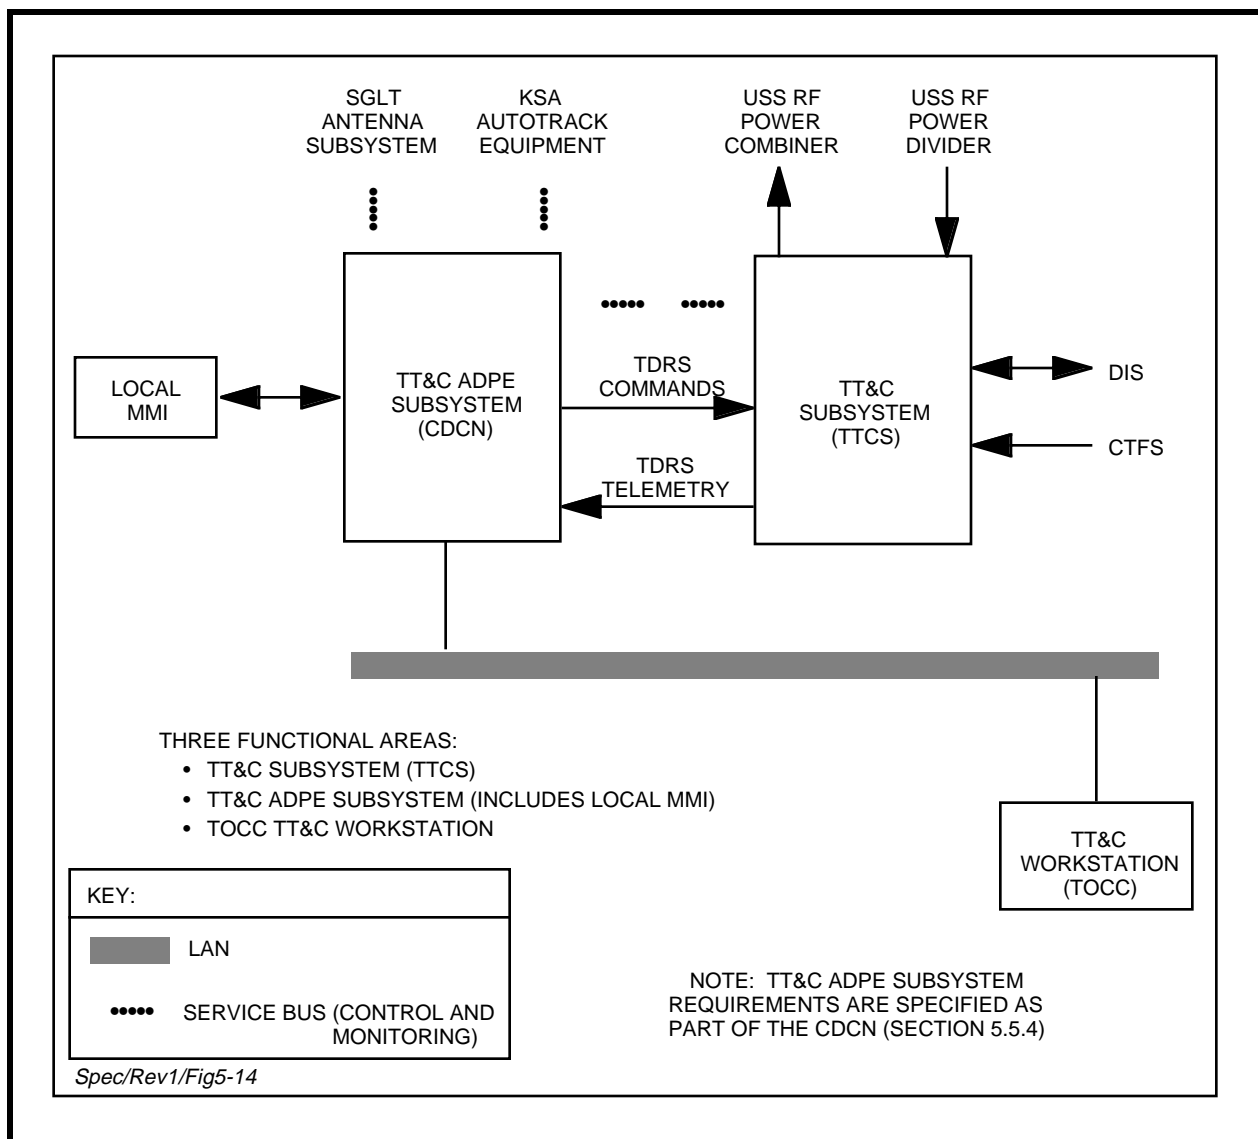 SGLT
ANTENNA
SUBSYSTEM
KSA
AUTOTRACK
EQUIPMENT
USS RF
POWER
COMBINER
USS RF
POWER
DIVIDER
LOCAL
MMI
TT&C ADPE
SUBSYSTEM
(CDCN)
TDRS
COMMANDS
TDRS
TELEMETRY
TT&C
SUBSYSTEM
(TTCS)
DIS
CTFS
THREE FUNCTIONAL AREAS:
• TT&C SUBSYSTEM (TTCS)
• TT&C ADPE SUBSYSTEM (INCLUDES LOCAL MMI)
• TOCC TT&C WORKSTATION
TT&C
WORKSTATION
(TOCC)
KEY:
LAN
SERVICE BUS (CONTROL AND
MONITORING)
NOTE: TT&C ADPE SUBSYSTEM
REQUIREMENTS ARE SPECIFIED AS
PART OF THE CDCN (SECTION 5.5.4)
Spec/Rev1/Fig5-14